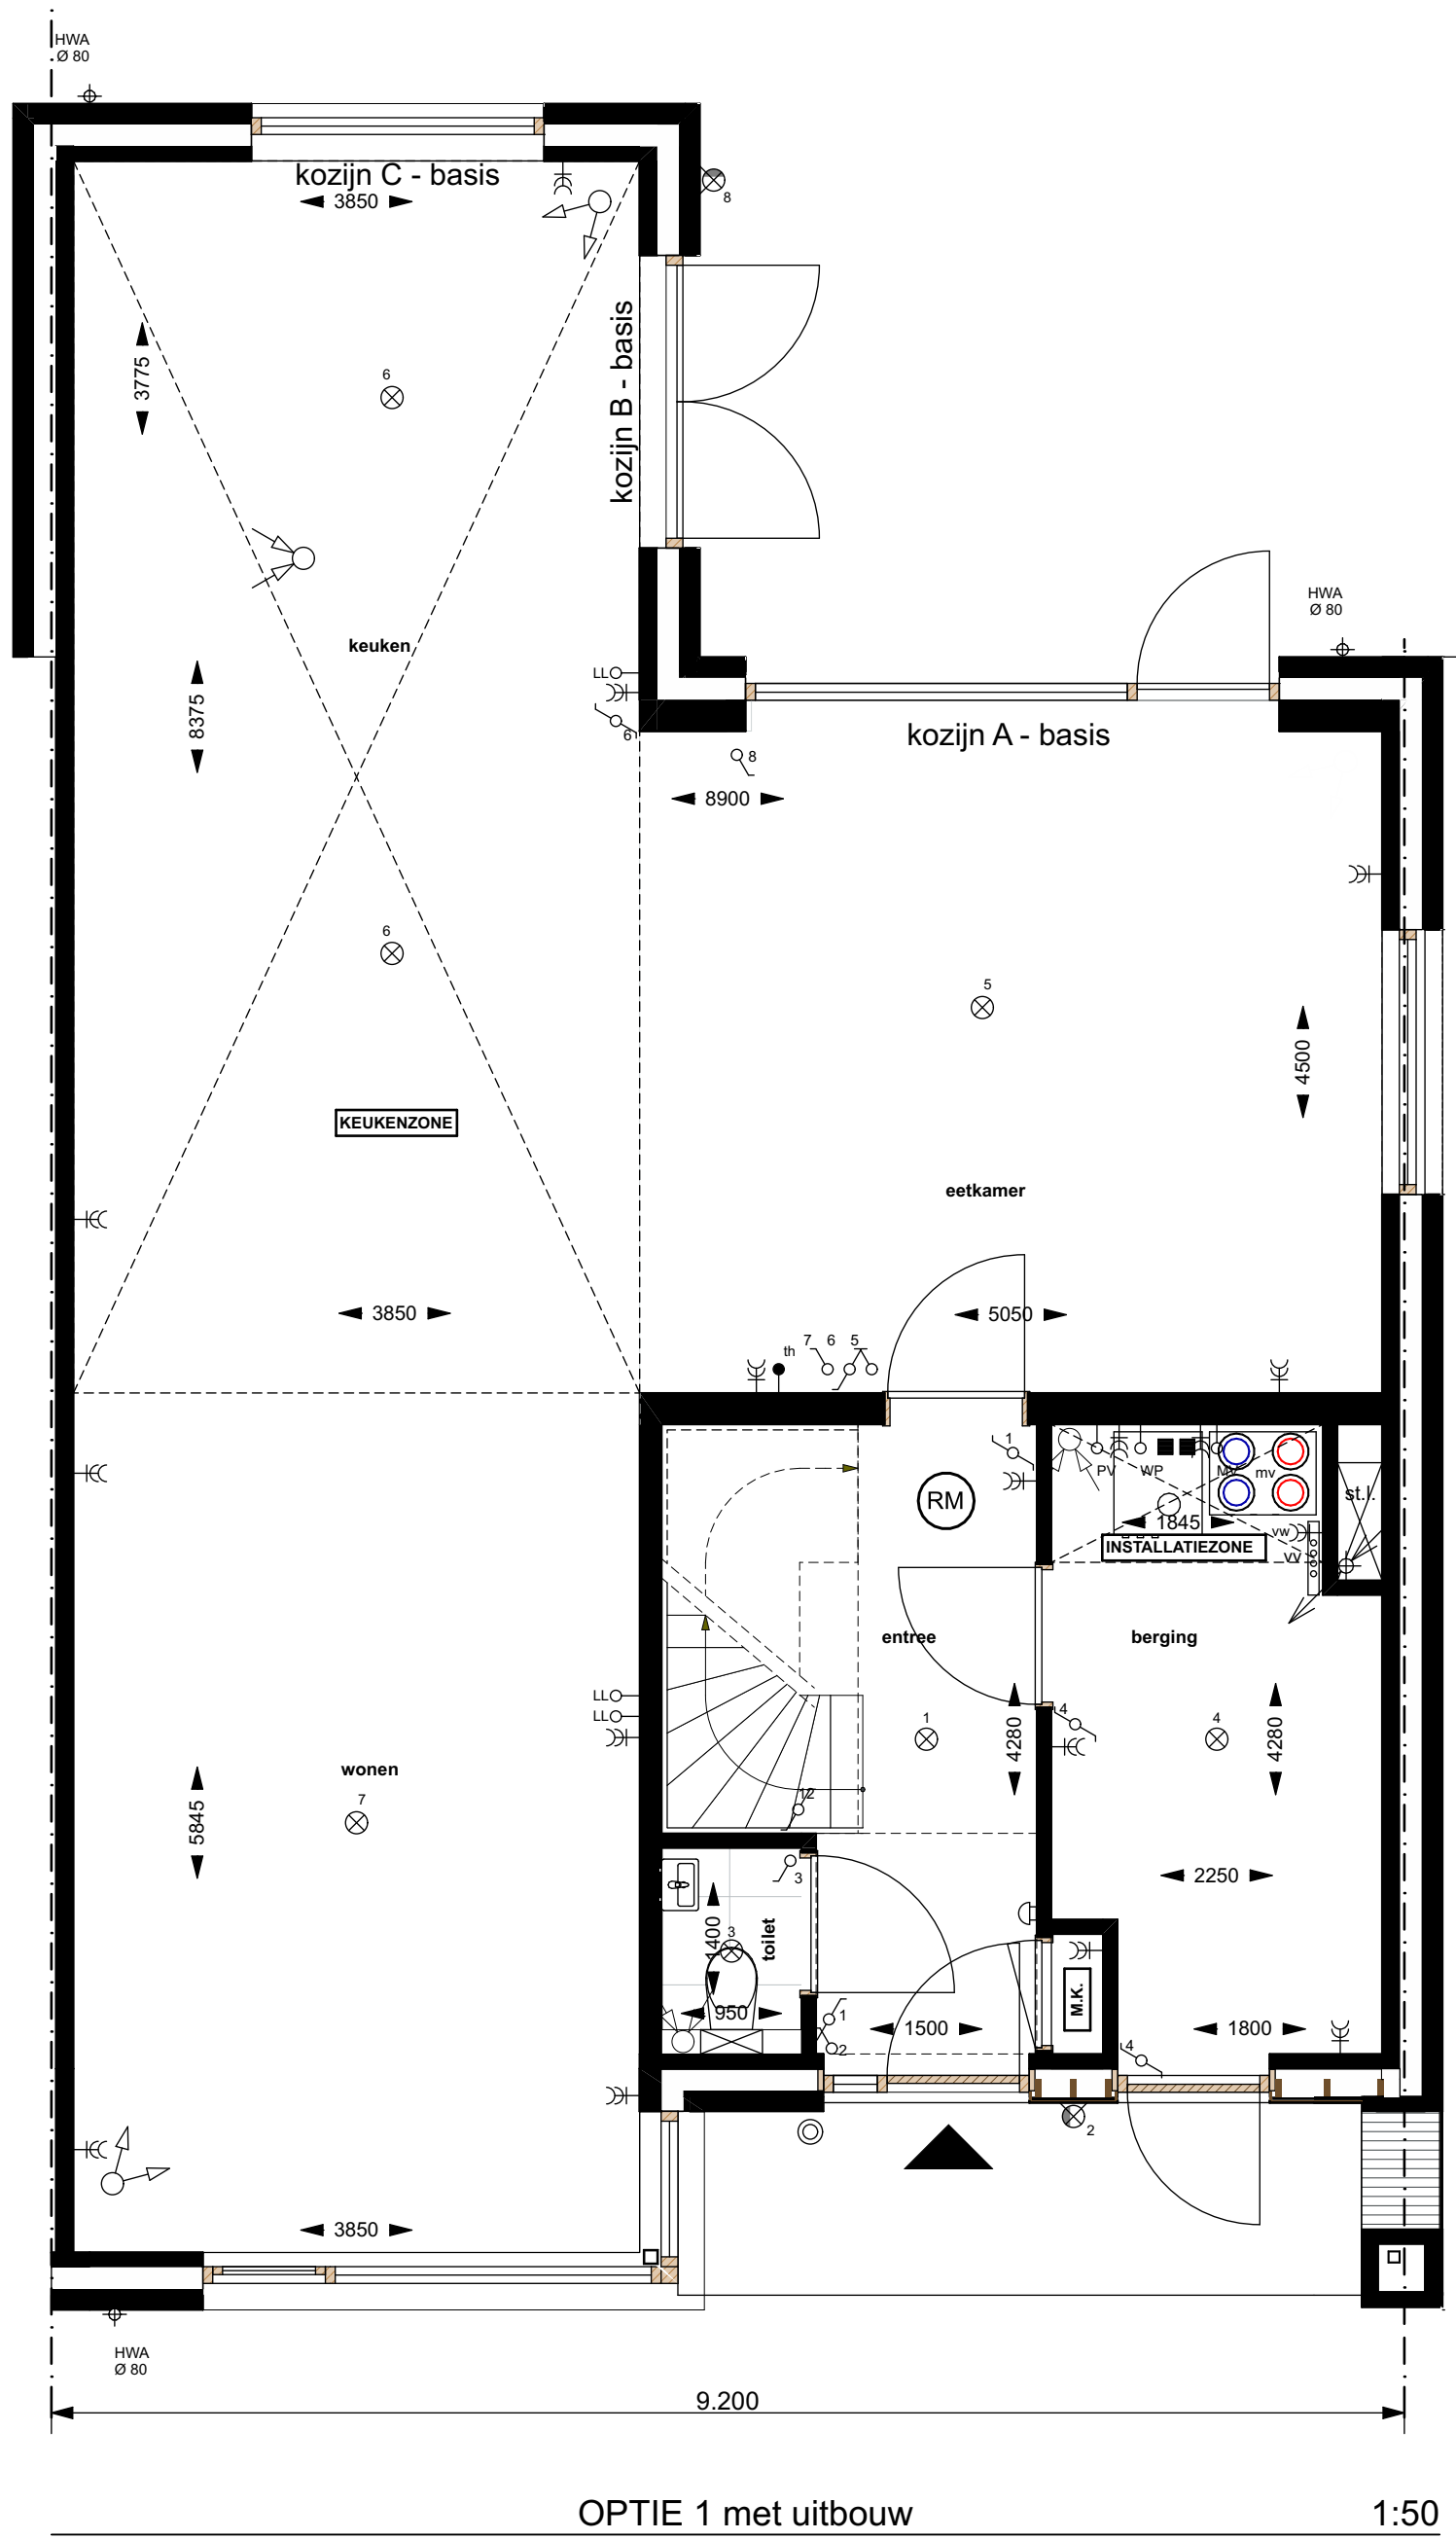 HWA
Ø 80
kozijn C - basis
3850
8
3775
6
kozijn B - basis
HWA
Ø 80
keuken
LL
8375
6
kozijn A - basis
8
8900
6
5
4500
KEUKENZONE
eetkamer
3850
5050
th
7
6
5
1
RM
PV
WP
MV
mv
st.l.
1845
vw
INSTALLATIEZONE
vv
entree
berging
LL
LL
1
4
4
4280
4280
wonen
7
12
5845
3
2250
1400
3
toilet
M.K.
950
1
1500
1800
2
4
2
3850
HWA
Ø 80
9.200
OPTIE 1 met uitbouw
1:50